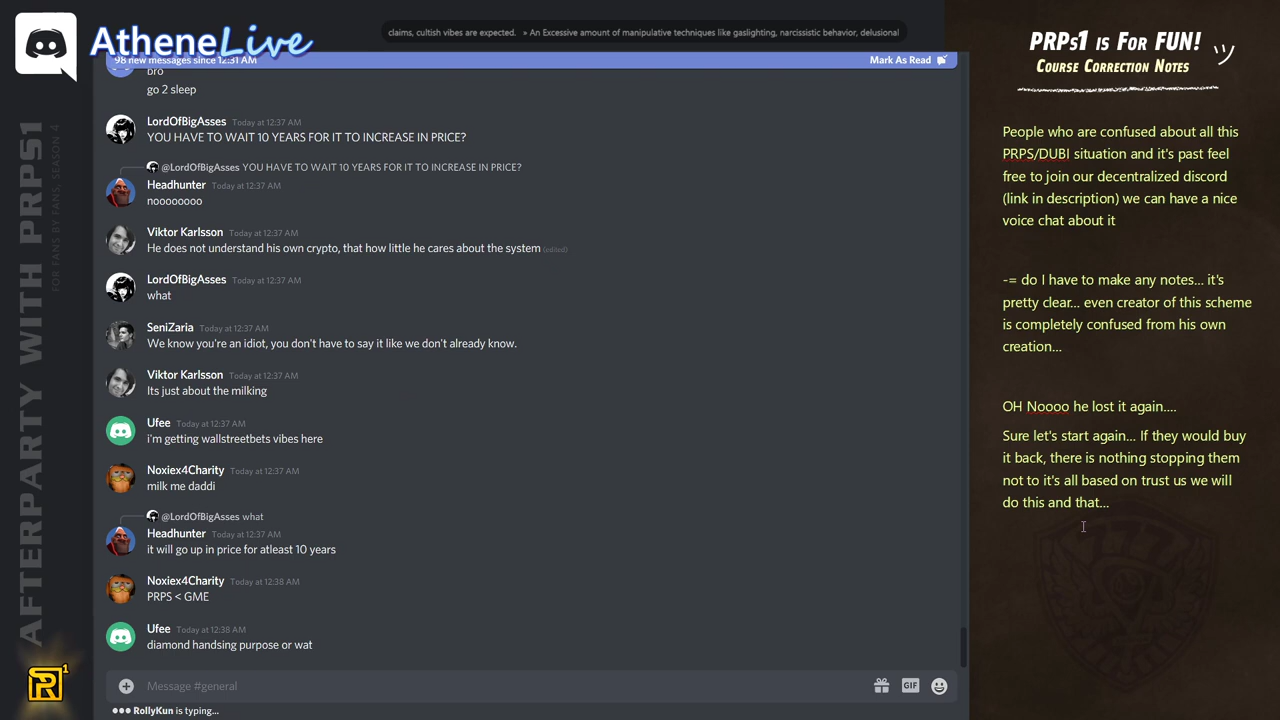 AtheneLive
claims, cultish vibes are expected.   » An Excessive amount of manipulative techniques like gaslighting, narcissistic behavior, delusional
98 new messages since 12:31 AM
Mark As Read
bro
go 2 sleep
LordOfBigAsses Today at 12:37 AM
YOU HAVE TO WAIT 10 YEARS FOR IT TO INCREASE IN PRICE?
@LordOfBigAsses YOU HAVE TO WAIT 10 YEARS FOR IT TO INCREASE IN PRICE?
Headhunter Today at 12:37 AM
noooooooo
Viktor Karlsson Today at 12:37 AM
He does not understand his own crypto, that how little he cares about the system (edited)
LordOfBigAsses Today at 12:37 AM
what
SeniZaria Today at 12:37 AM
We know you're an idiot, you don't have to say it like we don't already know.
Viktor Karlsson Today at 12:37 AM
Its just about the milking
Ufee Today at 12:37 AM
i'm getting wallstreetbets vibes here
Noxiex4Charity Today at 12:37 AM
milk me daddi
@LordOfBigAsses what
Headhunter Today at 12:37 AM
it will go up in price for atleast 10 years
Noxiex4Charity Today at 12:38 AM
PRPS < GME
Ufee Today at 12:38 AM
diamond handsing purpose or wat
Message #general
GIF
RollyKun is typing...
AFTERPARTY WITH PRPS1
FOR FANS BY FANS, SEASON 4
R1
PRPS1 IS FOR FUN!
COURSE CORRECTION NOTES
ツ
People who are confused about all this
PRPS/DUBI situation and it's past feel
free to join our decentralized discord
(link in description) we can have a nice
voice chat about it
-= do I have to make any notes... it's
pretty clear... even creator of this scheme
is completely confused from his own
creation...
OH Noooo he lost it again....
Sure let's start again... If they would buy
it back, there is nothing stopping them
not to it's all based on trust us we will
do this and that...